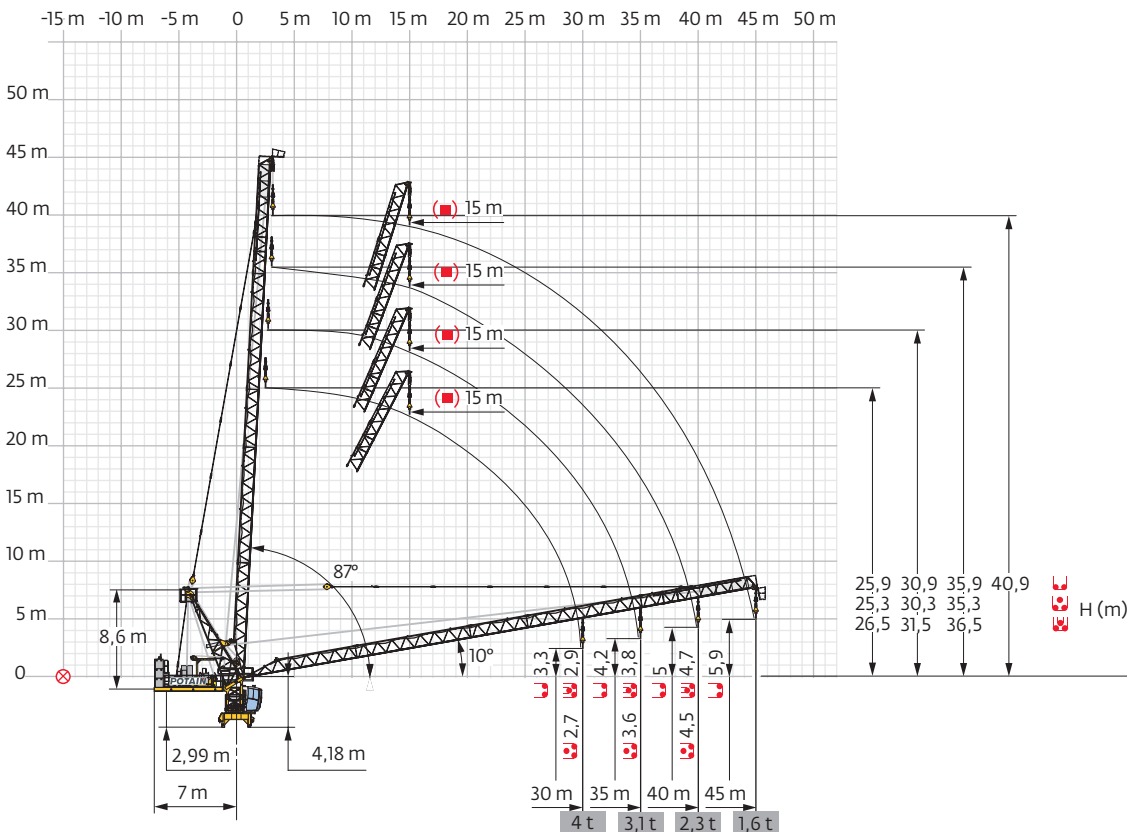 -15 m -10 m -5 m 0 5 m 10 m 15 m 20 m 25 m 30 m 35 m 40 m 45 m 50 m
50 m
45 m
40 m
35 m
30 m
25 m
20 m
15 m
10 m
5 m
0
15 m
15 m
15 m
15 m
87°
10°
8,6 m
POTAIN
2,99 m
4,18 m
7 m
25,9 30,9 35,9 40,9
25,3 30,3 35,3
26,5 31,5 36,5
H (m)
3,3
2,9
4,2
3,8
5
4,7
5,9
2,7
3,6
4,5
30 m 35 m 40 m 45 m
4 t 3,1 t 2,3 t 1,6 t